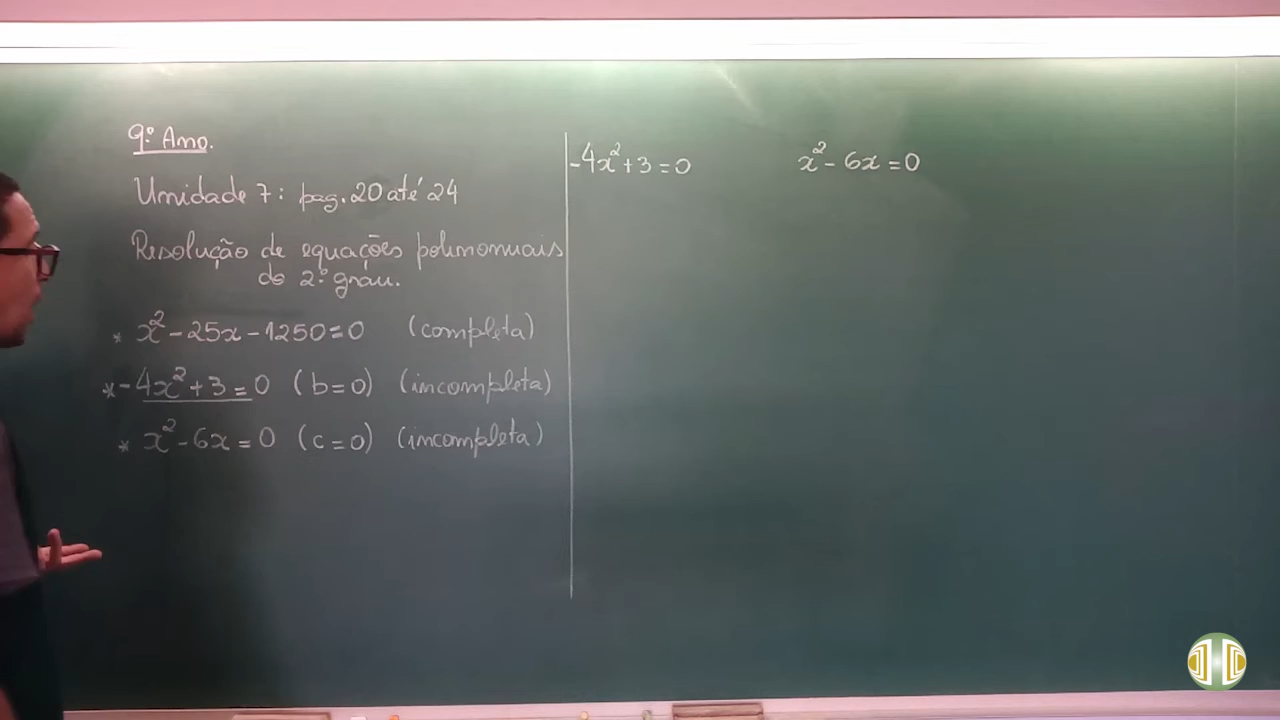 9º Ano.
Unidade 7: pag. 20 até 24
Resolução de equações polinomiais
do 2º grau.
* x² - 25x - 1250 = 0 (completa)
* - 4x² + 3 = 0 (b = 0) (incompleta)
* x² - 6x = 0 (c = 0) (incompleta)
- 4x² + 3 = 0
x² - 6x = 0